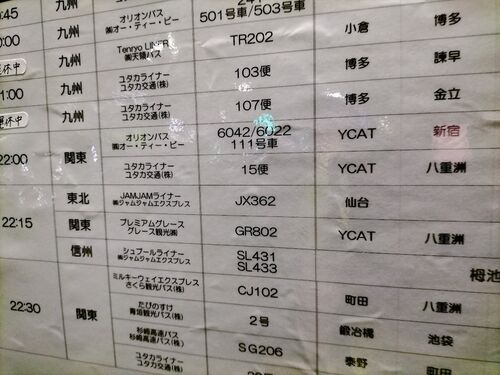 :45 九州 オリオンバス 501号車/503号車
㈱オー・ティー・ビー
:00 九州 Tenryo LINER TR202 小倉 博多
㈱天領バス
休中 九州 ユタカライナー 103便 博多 諫早
ユタカ交通(株)
:00 九州 ユタカライナー 107便 博多 金立
休中 ユタカ交通(株)
22:00 関東 オリオンバス 6042/6022 YCAT 新宿
㈱オー・ティー・ビー 111号車
ユタカライナー 15便 YCAT 八重洲
ユタカ交通(株)
22:15 東北 JAMJAMライナー JX362 仙台
㈱ジャムジャムエクスプレス
関東 プレミアムグレース GR802 YCAT 八重洲
グレース観光㈱
信州 シュプールライナー SL431
㈱ジャムジャムエクスプレス SL433 栂池
22:30 関東 ミルキーウェイエクスプレス CJ102 町田 八重洲
さくら観光バス(株)
たびのすけ 2号 鍛冶橋 池袋
青垣観光バス(株)
杉崎高速バス SG206 秦野 町田
杉崎観光バス(株)
ユタカライナー
ユタカ交通(株)